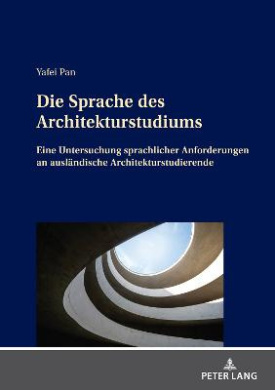 Yafei Pan
Die Sprache des
Architekturstudiums
Eine Untersuchung sprachlicher Anforderungen
an ausländische Architekturstudierende
PETER LANG